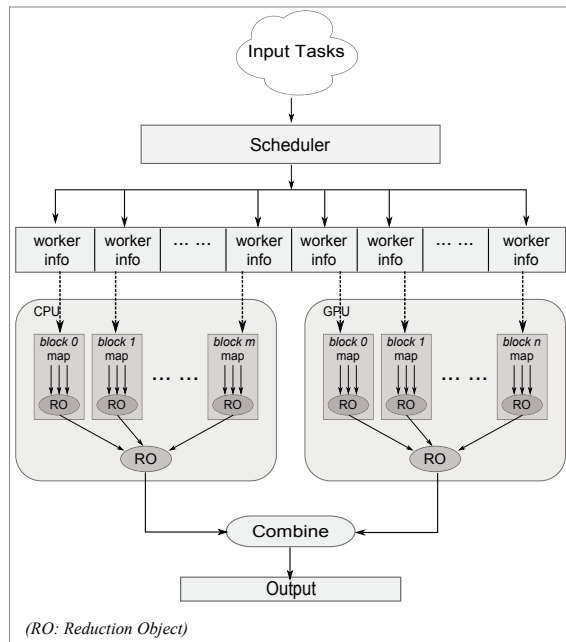 Input Tasks
Scheduler
worker info
worker info
... ...
worker info
worker info
worker info
... ...
worker info
CPU
block 0
map
RO
block 1
map
RO
... ...
block m
map
RO
RO
GPU
block 0
map
RO
block 1
map
RO
... ...
block n
map
RO
RO
Combine
Output
(RO: Reduction Object)